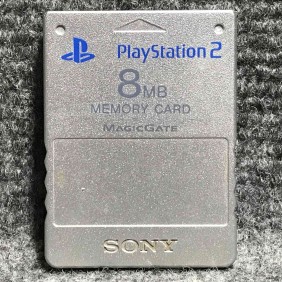 PlayStation 2
8MB
MEMORY CARD
MAGICGATE
SONY